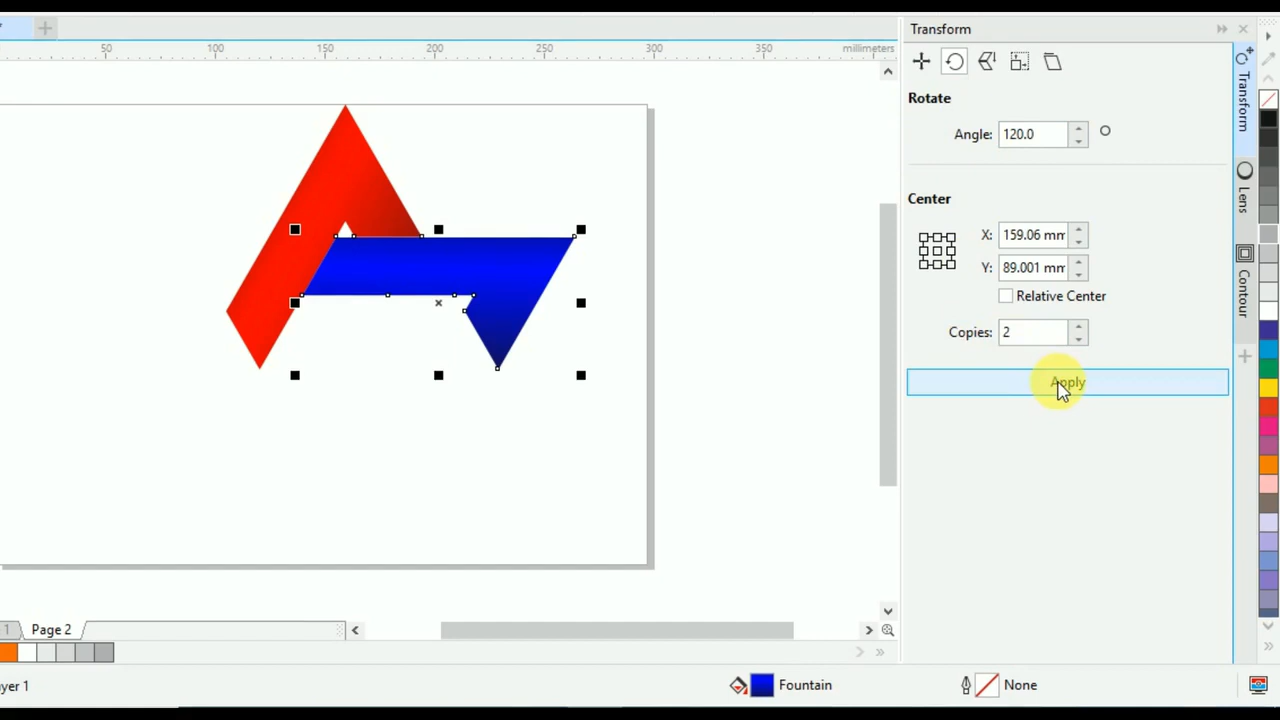 Transform
50 100 150 200 250 300 350 millimeters
Rotate
Angle: 120.0
Transform
Center
Lens
X: 159.06 mm
Y: 89.001 mm
Relative Center
Contour
Copies: 2
Apply
1 Page 2
yer 1 Fountain None